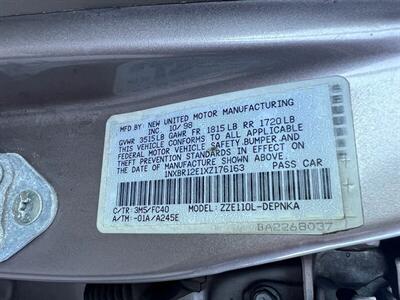 MFD BY: NEW UNITED MOTOR MANUFACTURING
INC 10/98
GVWR 3515LB GAWR FR 1815LB RR 1720LB
THIS VEHICLE CONFORMS TO ALL APPLICABLE
FEDERAL MOTOR VEHICLE SAFETY,BUMPER, AND
THEFT PREVENTION STANDARDS IN EFFECT ON
THE DATE OF MANUFACTURE SHOWN ABOVE.
1NXBR12E1XZ176163 PASS CAR
C/TR: 3M5/FC40 MODEL: ZZE110L-DEPNKA
A/TM: -01A/A245E
BA2268037